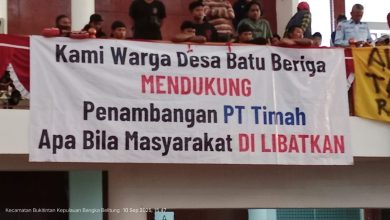 Kami Warga Desa Batu Beriga
MENDUKUNG
Penambangan PT Timah
Apa Bila Masyarakat DI LIBATKAN